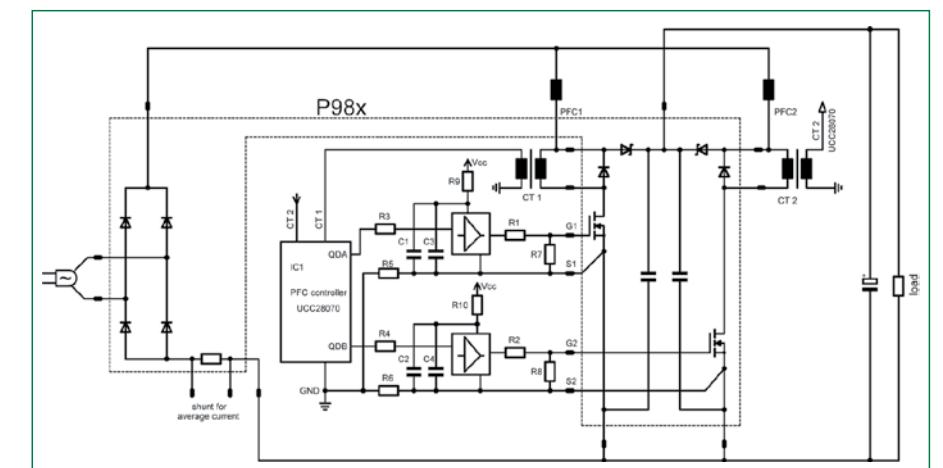 P98x
PFC1
PFC2
CT 2
UCC28070
Vcc
R9
CT 1
CT 2
CT 2
CT 1
R3
R1
G1
C1
C3
R7
QDA
IC1
R5
S1
PFC controller
UCC28070
Vcc
R10
R4
R2
G2
QDB
C2
C4
R8
R6
S2
GND
shunt for
average current
+
load
~